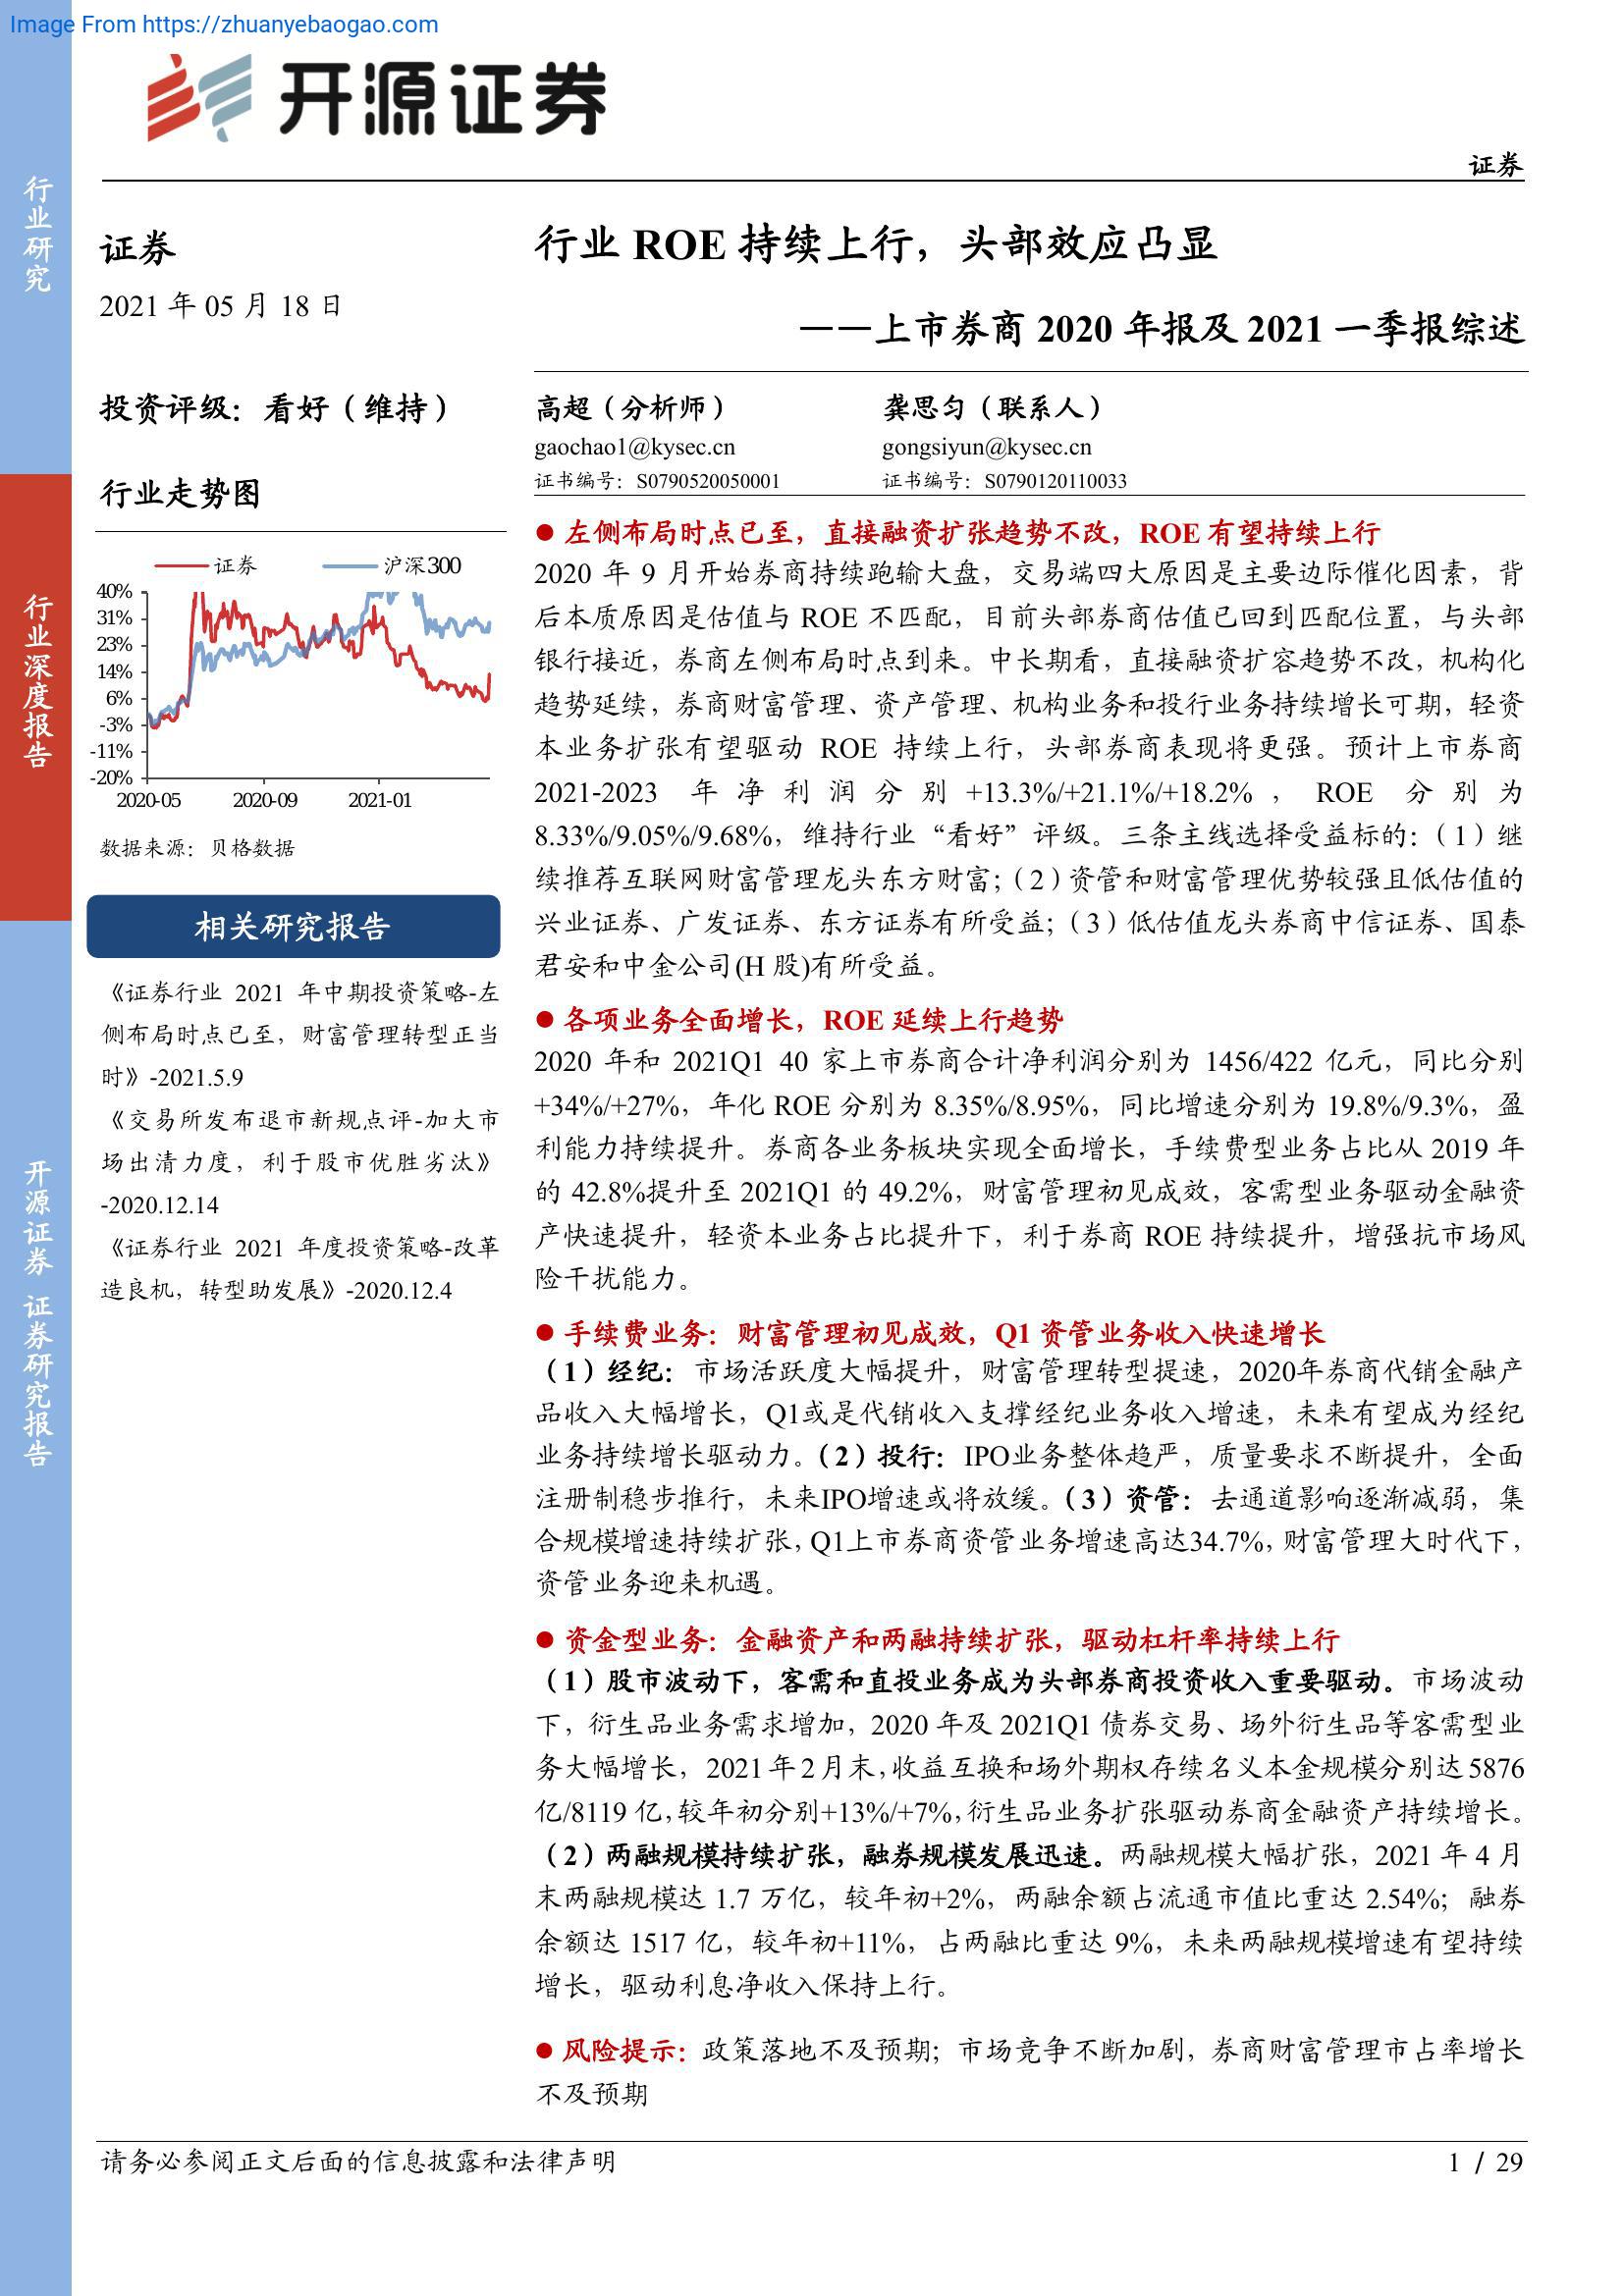 Image From https://zhuanyebaogao.com
开源证券
证券
行业研究
行业深度报告
开源证券 证券研究报告
证券
2021 年 05 月 18 日
投资评级：看好（维持）
行业走势图
证券 沪深300
40%
31%
23%
14%
6%
-3%
-11%
-20%
2020-05 2020-09 2021-01
数据来源：贝格数据
相关研究报告
《证券行业 2021 年中期投资策略-左
侧布局时点已至，财富管理转型正当
时》-2021.5.9
《交易所发布退市新规点评-加大市
场出清力度，利于股市优胜劣汰》
-2020.12.14
《证券行业 2021 年度投资策略-改革
造良机，转型助发展》-2020.12.4
行业 ROE 持续上行，头部效应凸显
——上市券商 2020 年报及 2021 一季报综述
高超（分析师） 龚思匀（联系人）
gaochao1@kysec.cn gongsiyun@kysec.cn
证书编号：S0790520050001 证书编号：S0790120110033
● 左侧布局时点已至，直接融资扩张趋势不改，ROE 有望持续上行
2020 年 9 月开始券商持续跑输大盘，交易端四大原因是主要边际催化因素，背
后本质原因是估值与 ROE 不匹配，目前头部券商估值已回到匹配位置，与头部
银行接近，券商左侧布局时点到来。中长期看，直接融资扩容趋势不改，机构化
趋势延续，券商财富管理、资产管理、机构业务和投行业务持续增长可期，轻资
本业务扩张有望驱动 ROE 持续上行，头部券商表现将更强。预计上市券商
2021-2023 年净利润分别+13.3%/+21.1%/+18.2%，ROE 分别为
8.33%/9.05%/9.68%，维持行业“看好”评级。三条主线选择受益标的：（1）继
续推荐互联网财富管理龙头东方财富；（2）资管和财富管理优势较强且低估值的
兴业证券、广发证券、东方证券有所受益；（3）低估值龙头券商中信证券、国泰
君安和中金公司(H 股)有所受益。
● 各项业务全面增长，ROE 延续上行趋势
2020 年和 2021Q1 40 家上市券商合计净利润分别为 1456/422 亿元，同比分别
+34%/+27%，年化 ROE 分别为 8.35%/8.95%，同比增速分别为 19.8%/9.3%，盈
利能力持续提升。券商各业务板块实现全面增长，手续费型业务占比从 2019 年
的 42.8%提升至 2021Q1 的 49.2%，财富管理初见成效，客需型业务驱动金融资
产快速提升，轻资本业务占比提升下，利于券商 ROE 持续提升，增强抗市场风
险干扰能力。
● 手续费业务：财富管理初见成效，Q1 资管业务收入快速增长
（1）经纪：市场活跃度大幅提升，财富管理转型提速，2020年券商代销金融产
品收入大幅增长，Q1或是代销收入支撑经纪业务收入增速，未来有望成为经纪
业务持续增长驱动力。（2）投行：IPO业务整体趋严，质量要求不断提升，全面
注册制稳步推行，未来IPO增速或将放缓。（3）资管：去通道影响逐渐减弱，集
合规模增速持续扩张，Q1上市券商资管业务增速高达34.7%，财富管理大时代下，
资管业务迎来机遇。
● 资金型业务：金融资产和两融持续扩张，驱动杠杆率持续上行
（1）股市波动下，客需和直投业务成为头部券商投资收入重要驱动。市场波动
下，衍生品业务需求增加，2020 年及 2021Q1 债券交易、场外衍生品等客需型业
务大幅增长，2021 年 2 月末，收益互换和场外期权存续名义本金规模分别达 5876
亿/8119 亿，较年初分别+13%/+7%，衍生品业务扩张驱动券商金融资产持续增长。
（2）两融规模持续扩张，融券规模发展迅速。两融规模大幅扩张，2021 年 4 月
末两融规模达 1.7 万亿，较年初+2%，两融余额占流通市值比重达 2.54%；融券
余额达 1517 亿，较年初+11%，占两融比重达 9%，未来两融规模增速有望持续
增长，驱动利息净收入保持上行。
● 风险提示：政策落地不及预期；市场竞争不断加剧，券商财富管理市占率增长
不及预期
请务必参阅正文后面的信息披露和法律声明 1 / 29